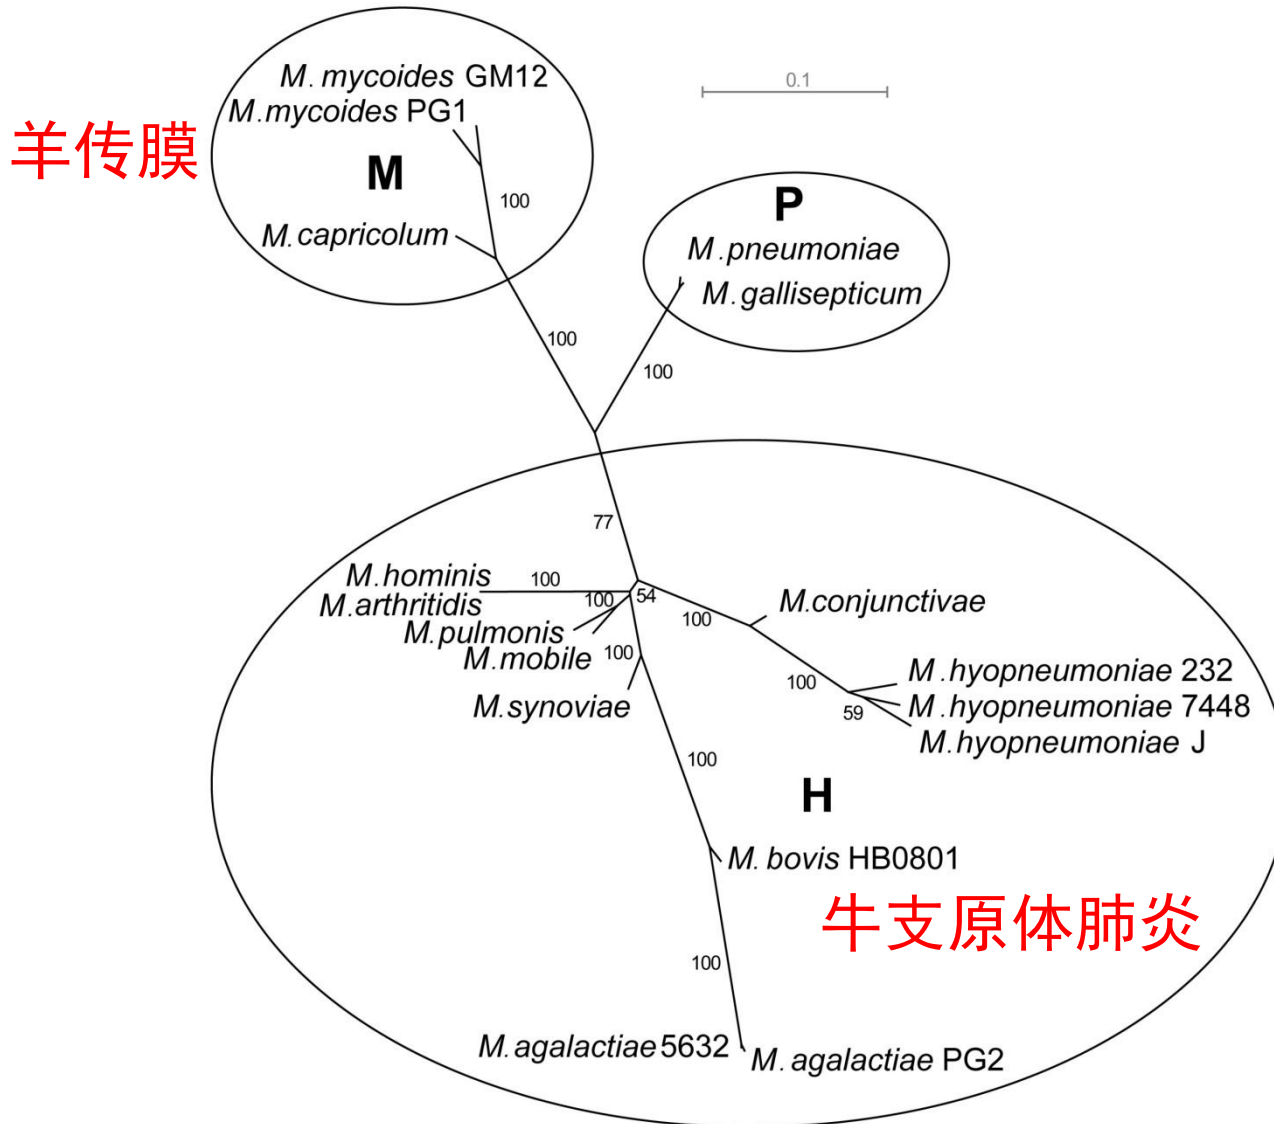 M. mycoides GM12
M.mycoides PG1
羊传膜
M
100
M.capricolum
0.1
P
M.pneumoniae
M.gallisepticum
100
100
77
M.hominis
100
M.arthritidis
100
54
M.pulmonis
M.mobile
100
M.synoviae
100
M.conjunctivae
100
M.hyopneumoniae 232
59
M.hyopneumoniae 7448
M.hyopneumoniae J
100
H
M. bovis HB0801
牛支原体肺炎
100
M.agalactiae 5632
M. agalactiae PG2